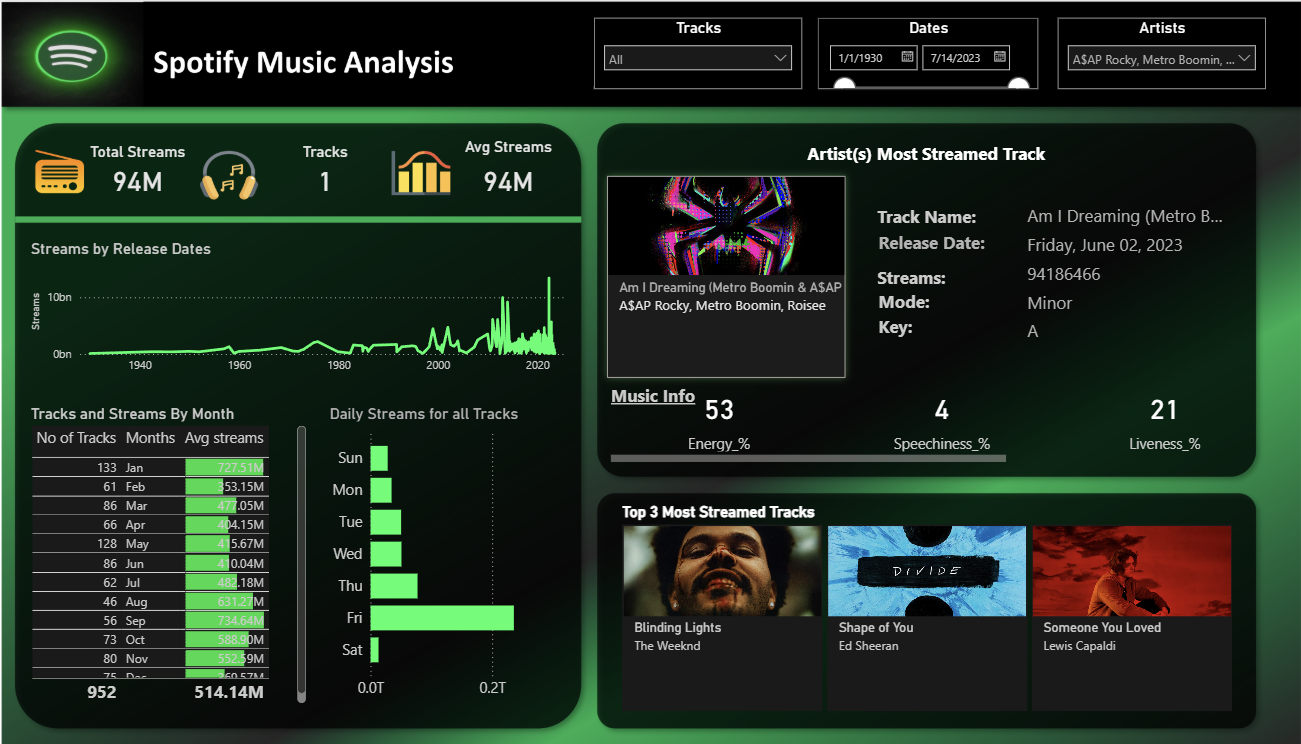 Spotify Music Analysis
Tracks
All
Dates
1/1/1930
7/14/2023
Artists
A$AP Rocky, Metro Boomin, ...
Total Streams
94M
Tracks
1
Avg Streams
94M
Streams by Release Dates
Streams
10bn
0bn
1940
1960
1980
2000
2020
Tracks and Streams By Month
No of Tracks Months Avg streams
133 Jan 727.51M
61 Feb 353.15M
86 Mar 477.05M
66 Apr 404.15M
128 May 415.67M
86 Jun 410.04M
62 Jul 482.18M
46 Aug 631.27M
56 Sep 734.64M
73 Oct 588.90M
80 Nov 552.59M
75 Dec
952 514.14M
Daily Streams for all Tracks
Sun
Mon
Tue
Wed
Thu
Fri
Sat
0.0T
0.2T
Artist(s) Most Streamed Track
Am I Dreaming (Metro Boomin & A$AP
A$AP Rocky, Metro Boomin, Roisee
Track Name: Am I Dreaming (Metro B...
Release Date: Friday, June 02, 2023
Streams: 94186466
Mode: Minor
Key: A
Music Info
53
Energy_%
4
Speechiness_%
21
Liveness_%
Top 3 Most Streamed Tracks
Blinding Lights
The Weeknd
DIVIDE
Shape of You
Ed Sheeran
Someone You Loved
Lewis Capaldi